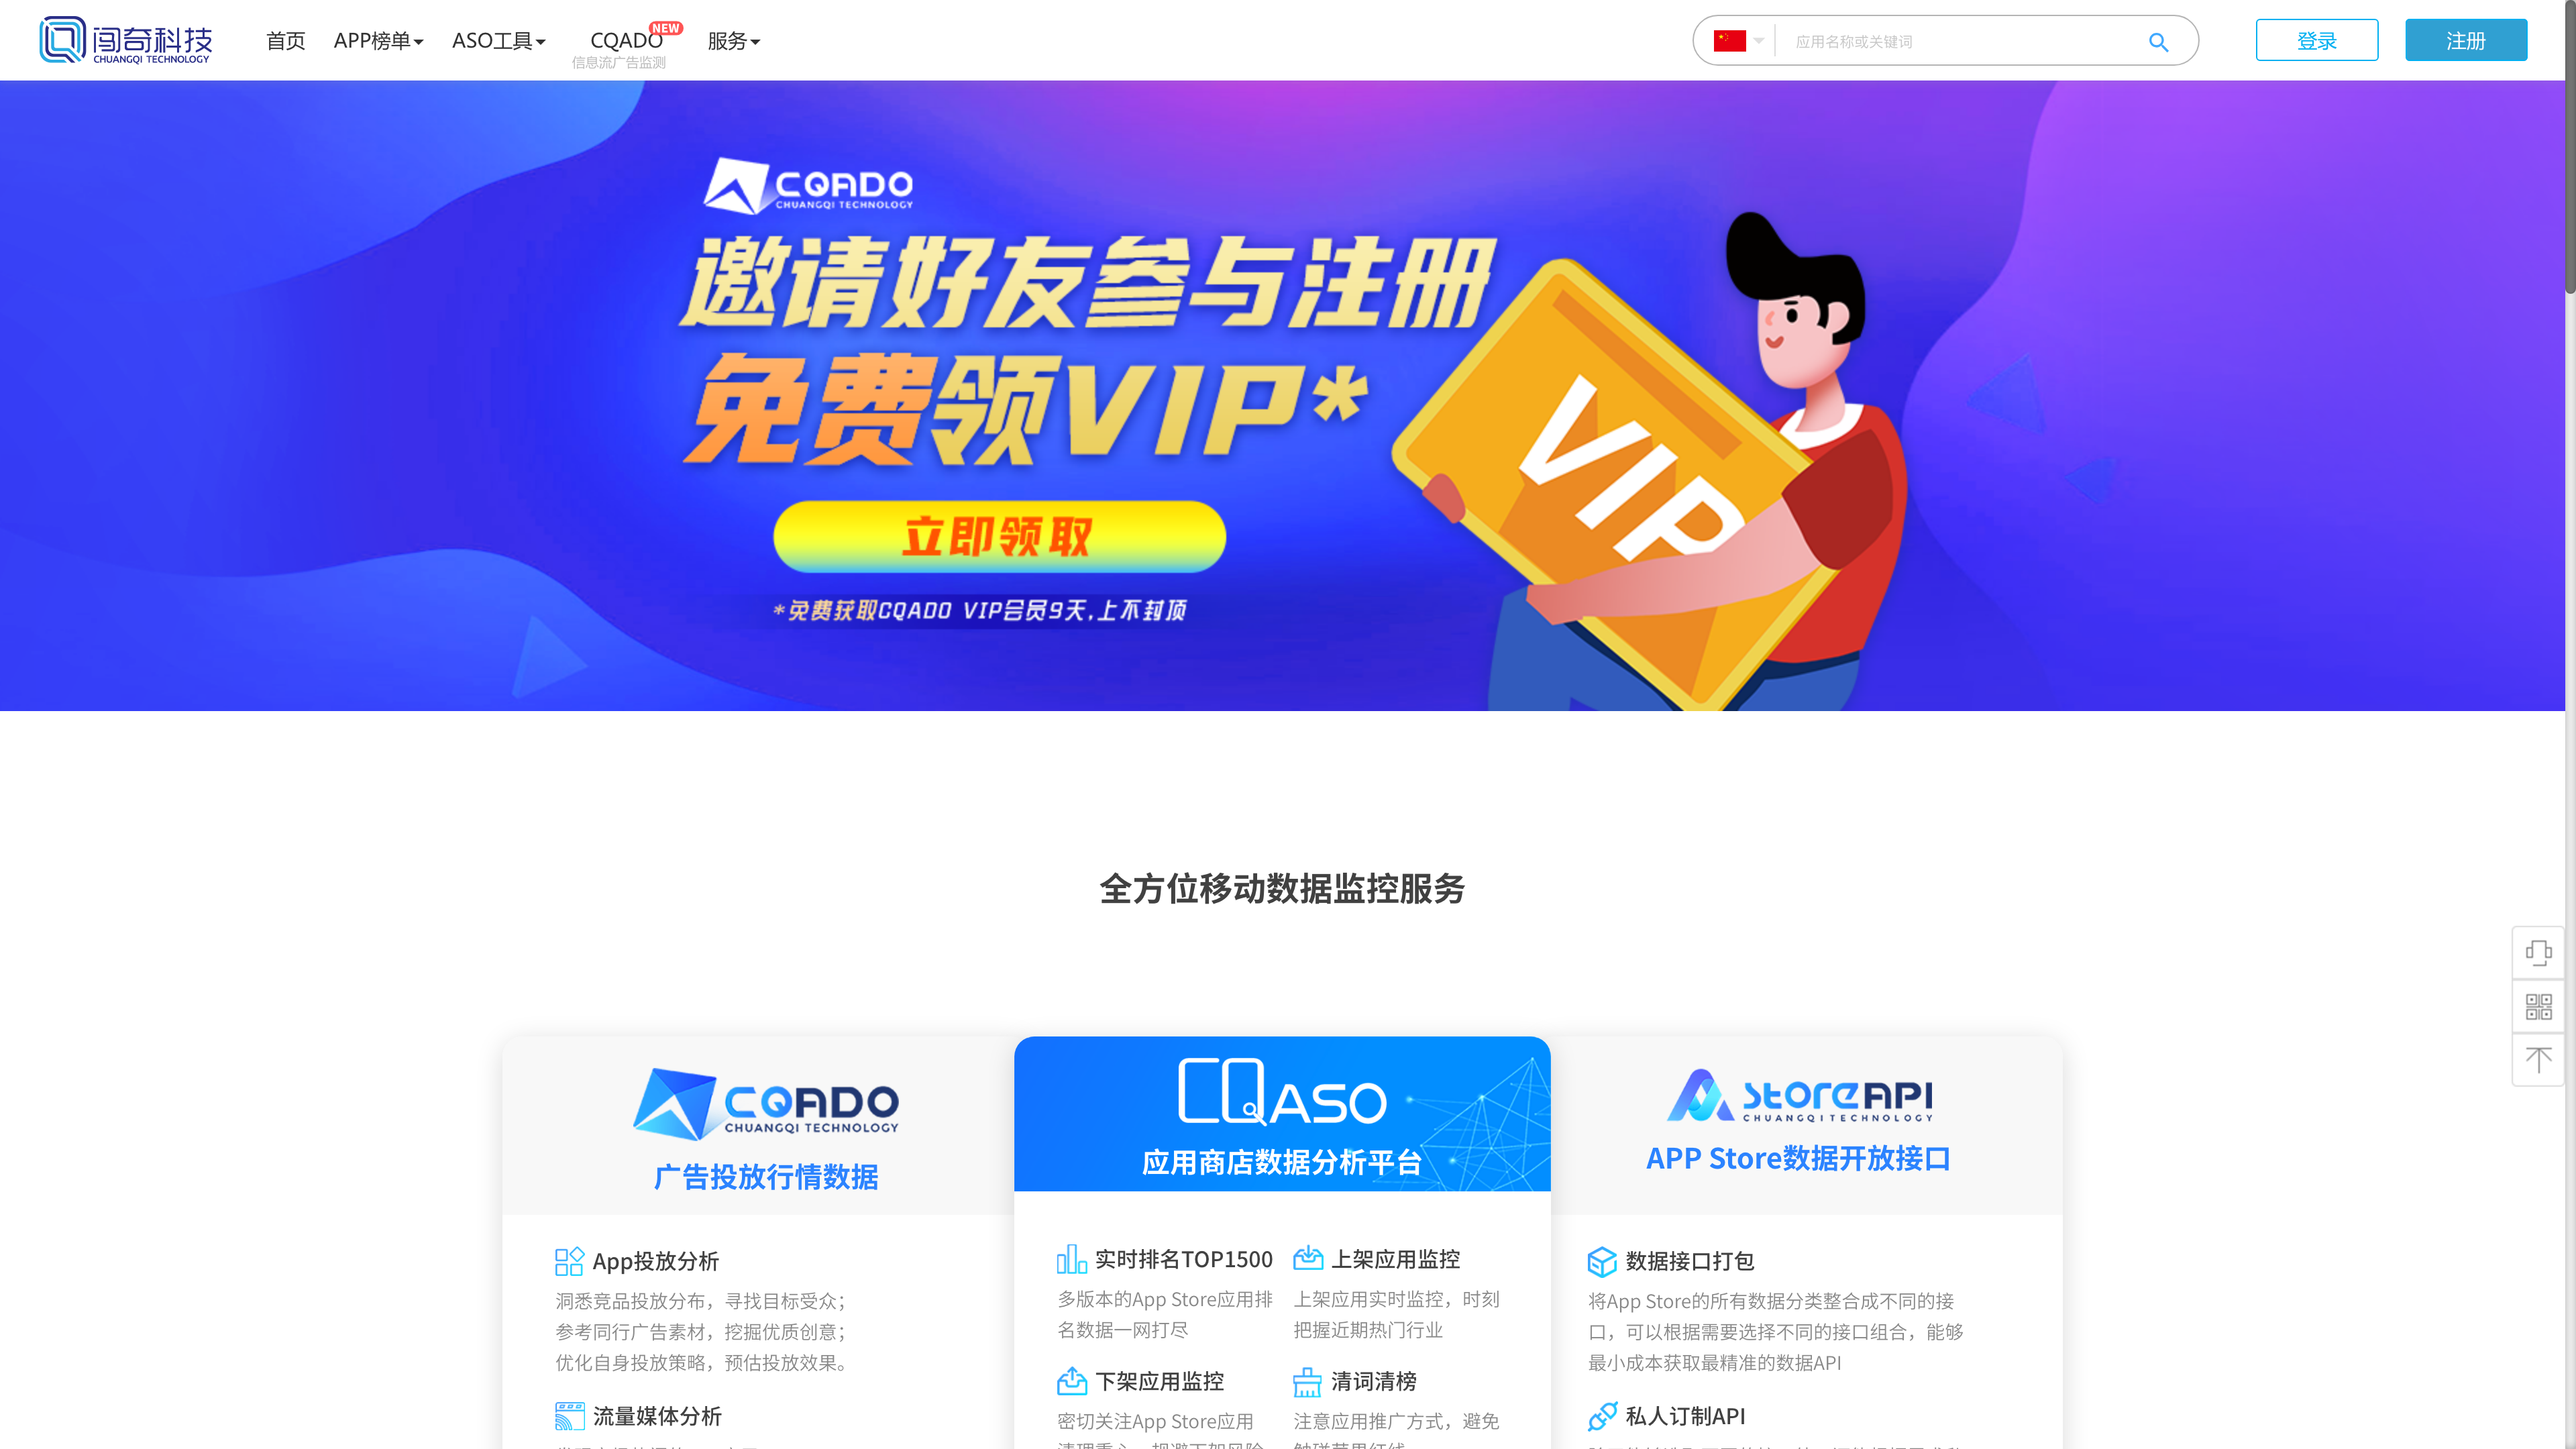 闯奇科技
CHUANGQI TECHNOLOGY
首页
APP榜单
ASO工具
CQADO
NEW
信息流广告监测
服务
应用名称或关键词
登录
注册
CQADO
CHUANGQI TECHNOLOGY
邀请好友参与注册
免费领VIP*
立即领取
*免费获取CQADO VIP会员9天,上不封顶
VIP
全方位移动数据监控服务
CQADO
CHUANGQI TECHNOLOGY
广告投放行情数据
App投放分析
洞悉竞品投放分布，寻找目标受众；
参考同行广告素材，挖掘优质创意；
优化自身投放策略，预估投放效果。
流量媒体分析
CQASO
应用商店数据分析平台
实时排名TOP1500
多版本的App Store应用排
名数据一网打尽
上架应用监控
上架应用实时监控，时刻
把握近期热门行业
下架应用监控
密切关注App Store应用
清词清榜
注意应用推广方式，避免
STOREAPI
CHUANGQI TECHNOLOGY
APP Store数据开放接口
数据接口打包
将App Store的所有数据分类整合成不同的接
口，可以根据需要选择不同的接口组合，能够
最小成本获取最精准的数据API
私人订制API